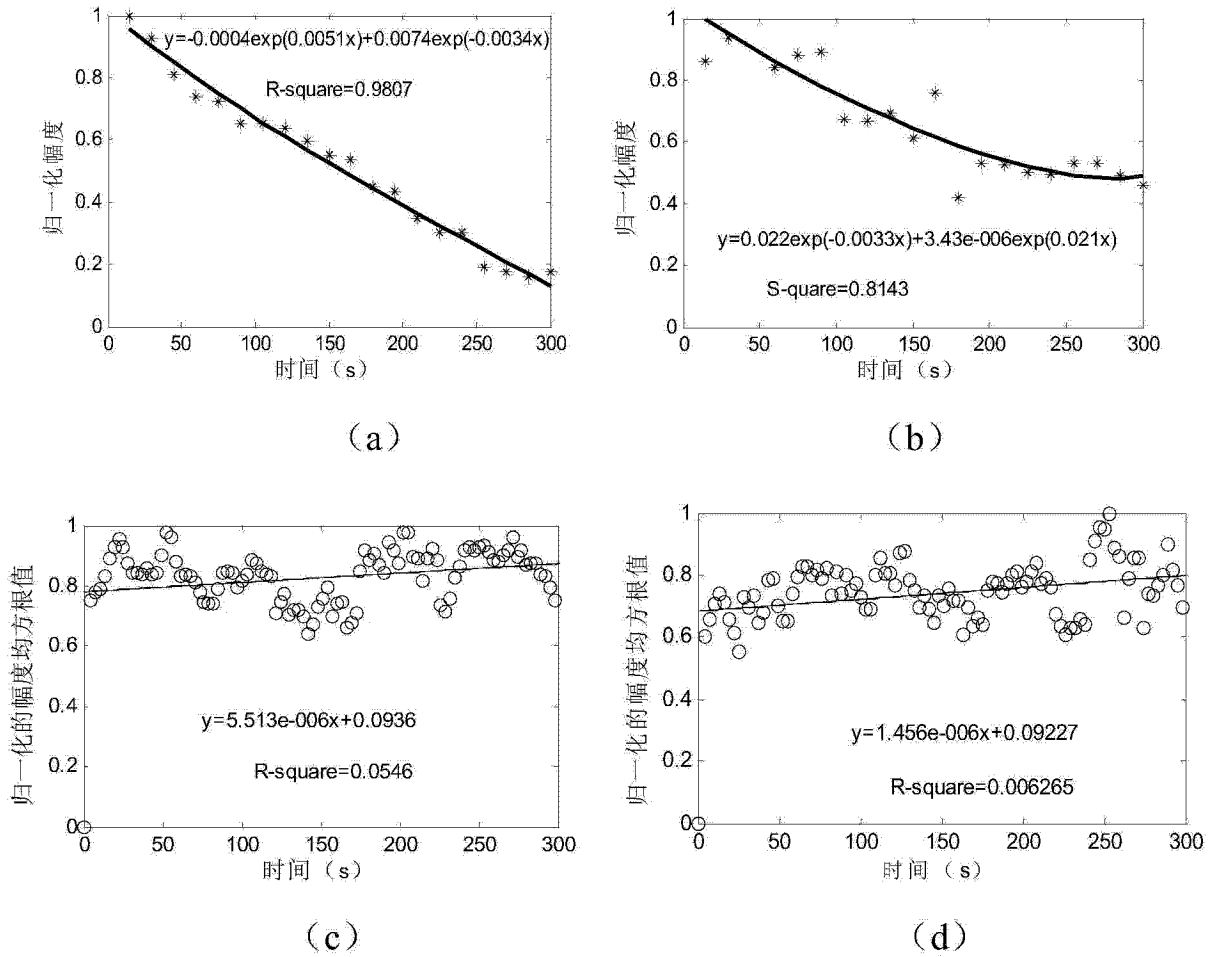 归一化幅度
1
0.8
0.6
0.4
0.2
0
y=-0.0004exp(0.0051x)+0.0074exp(-0.0034x)
R-square=0.9807
50
100
150
200
250
300
时间（s）
（a）
归一化幅度
1
0.8
0.6
0.4
0.2
0
y=0.022exp(-0.0033x)+3.43e-006exp(0.021x)
S-quare=0.8143
0
50
100
150
200
250
300
时间（s）
（b）
归一化的幅度均方根值
1
0.8
0.6
0.4
0.2
0
y=5.513e-006x+0.0936
R-square=0.0546
0
50
100
150
200
250
300
时间（s）
（c）
归一化的幅度均方根值
1
0.8
0.6
0.4
0.2
0
y=1.456e-006x+0.09227
R-square=0.006265
0
50
100
150
200
250
300
时间（s）
（d）